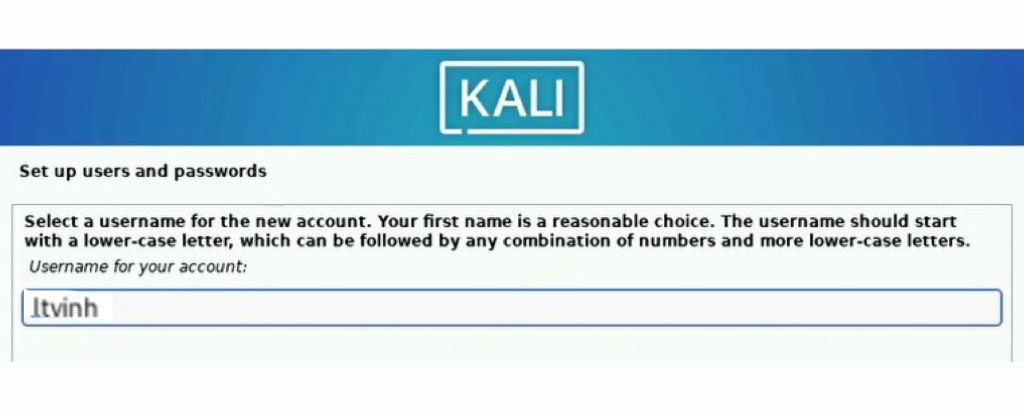 KALI
Set up users and passwords
Select a username for the new account. Your first name is a reasonable choice. The username should start
with a lower-case letter, which can be followed by any combination of numbers and more lower-case letters.
Username for your account:
ltvinh